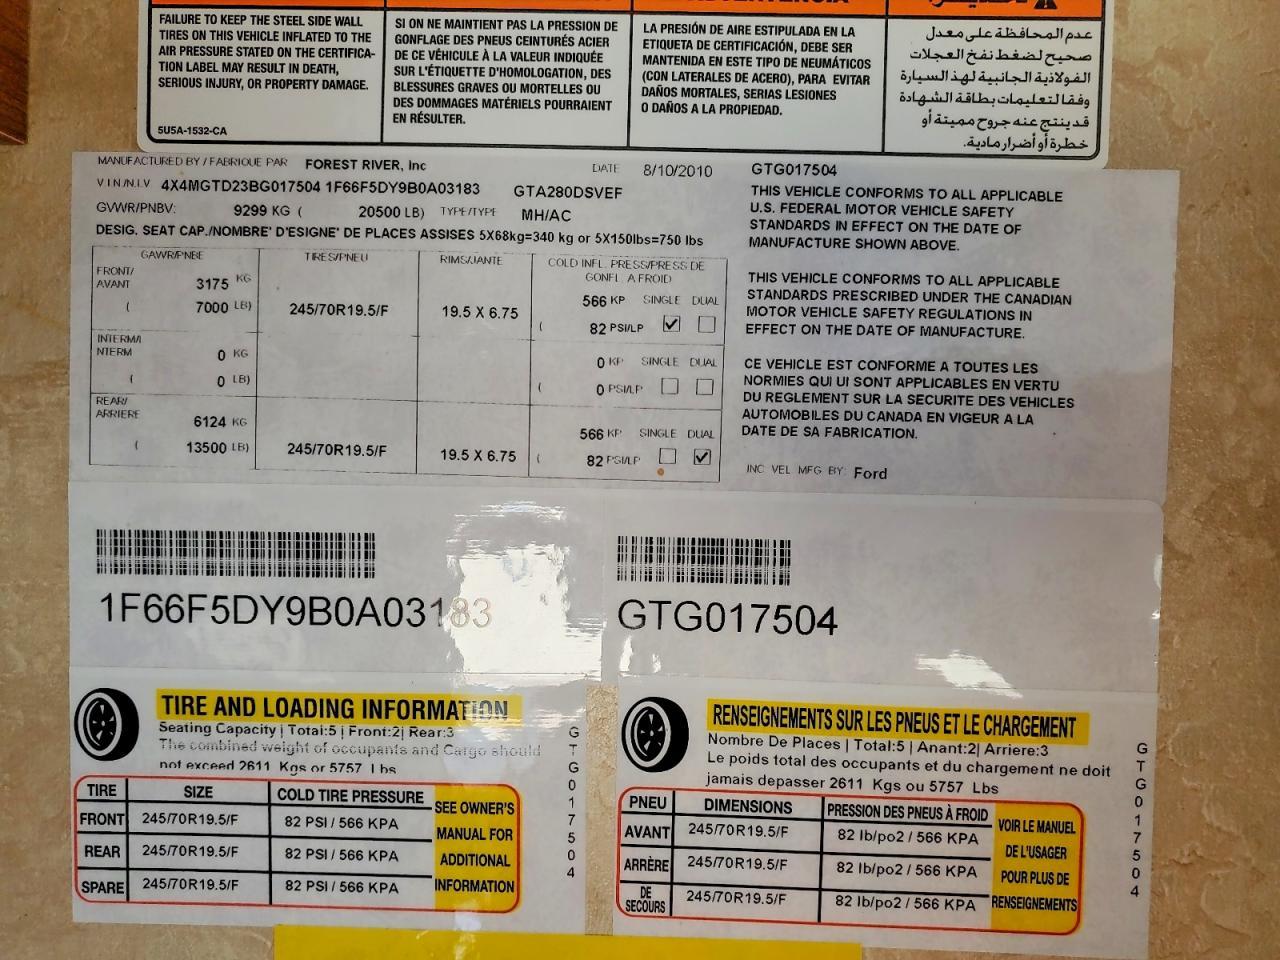 ADVERTENCIA
FAILURE TO KEEP THE STEEL SIDE WALL
TIRES ON THIS VEHICLE INFLATED TO THE
AIR PRESSURE STATED ON THE CERTIFICA-
TION LABEL MAY RESULT IN DEATH,
SERIOUS INJURY, OR PROPERTY DAMAGE.
5U5A-1532-CA
SI ON NE MAINTIENT PAS LA PRESSION DE
GONFLAGE DES PNEUS CEINTURÉS ACIER
DE CE VÉHICULE À LA VALEUR INDIQUÉE
SUR L'ÉTIQUETTE D'HOMOLOGATION, DES
BLESSURES GRAVES OU MORTELLES OU
DES DOMMAGES MATÉRIELS POURRAIENT
EN RÉSULTER.
LA PRESIÓN DE AIRE ESTIPULADA EN LA
ETIQUETA DE CERTIFICACIÓN, DEBE SER
MANTENIDA EN ESTE TIPO DE NEUMÁTICOS
(CON LATERALES DE ACERO), PARA EVITAR
DAÑOS MORTALES, SERIAS LESIONES
O DAÑOS A LA PROPIEDAD.
عدم المحافظة على معدل
صحيح لضغط نفخ العجلات
الفولاذية الجانبية لهذ السيارة
وفقا لتعليمات بطاقة الشهادة
قد ينتج عنه جروح مميتة أو
خطرة أو أضرار مادية.
MANUFACTURED BY / FABRIQUE PAR FOREST RIVER, Inc DATE 8/10/2010
V I N/N.I.V 4X4MGTD23BG017504 1F66F5DY9B0A03183 GTA280DSVEF
GVWR/PNBV: 9299 KG ( 20500 LB) TYPE/TYPE MH/AC
DESIG. SEAT CAP./NOMBRE' D'ESIGNE' DE PLACES ASSISES 5X68kg=340 kg or 5X150lbs=750 lbs
GAWR/PNBE TIRES/PNEU RIMS/JANTE COLD INFL. PRESS/PRESS DE
GONFL. A FROID
FRONT/
AVANT 3175 KG 566 KP SINGLE DUAL
( 7000 LB) 245/70R19.5/F 19.5 X 6.75 ( 82 PSI/LP
INTERM/I
NTERM 0 KG 0 KP SINGLE DUAL
( 0 LB) ( 0 PSI/LP
REAR/
ARRIERE 6124 KG 566 KP SINGLE DUAL
( 13500 LB) 245/70R19.5/F 19.5 X 6.75 ( 82 PSI/LP
GTG017504
THIS VEHICLE CONFORMS TO ALL APPLICABLE
U.S. FEDERAL MOTOR VEHICLE SAFETY
STANDARDS IN EFFECT ON THE DATE OF
MANUFACTURE SHOWN ABOVE.
THIS VEHICLE CONFORMS TO ALL APPLICABLE
STANDARDS PRESCRIBED UNDER THE CANADIAN
MOTOR VEHICLE SAFETY REGULATIONS IN
EFFECT ON THE DATE OF MANUFACTURE.
CE VEHICLE EST CONFORME A TOUTES LES
NORMIES QUI UI SONT APPLICABLES EN VERTU
DU REGLEMENT SUR LA SECURITE DES VEHICLES
AUTOMOBILES DU CANADA EN VIGEUR A LA
DATE DE SA FABRICATION.
INC VEL MFG BY: Ford
1F66F5DY9B0A03183
GTG017504
TIRE AND LOADING INFORMATION
Seating Capacity | Total:5 | Front:2| Rear:3
The combined weight of occupants and Cargo should
not exceed 2611 Kgs or 5757 Lbs
TIRE SIZE COLD TIRE PRESSURE
FRONT 245/70R19.5/F 82 PSI / 566 KPA
REAR 245/70R19.5/F 82 PSI / 566 KPA
SPARE 245/70R19.5/F 82 PSI / 566 KPA
SEE OWNER'S
MANUAL FOR
ADDITIONAL
INFORMATION
GTG017504
RENSEIGNEMENTS SUR LES PNEUS ET LE CHARGEMENT
Nombre De Places | Total:5 | Anant:2| Arriere:3
Le poids total des occupants et du chargement ne doit
jamais depasser 2611 Kgs ou 5757 Lbs
PNEU DIMENSIONS PRESSION DES PNEUS À FROID
AVANT 245/70R19.5/F 82 lb/po2 / 566 KPA
ARRÈRE 245/70R19.5/F 82 lb/po2 / 566 KPA
DE
SECOURS 245/70R19.5/F 82 lb/po2 / 566 KPA
VOIR LE MANUEL
DE L'USAGER
POUR PLUS DE
RENSEIGNEMENTS
GTG017504